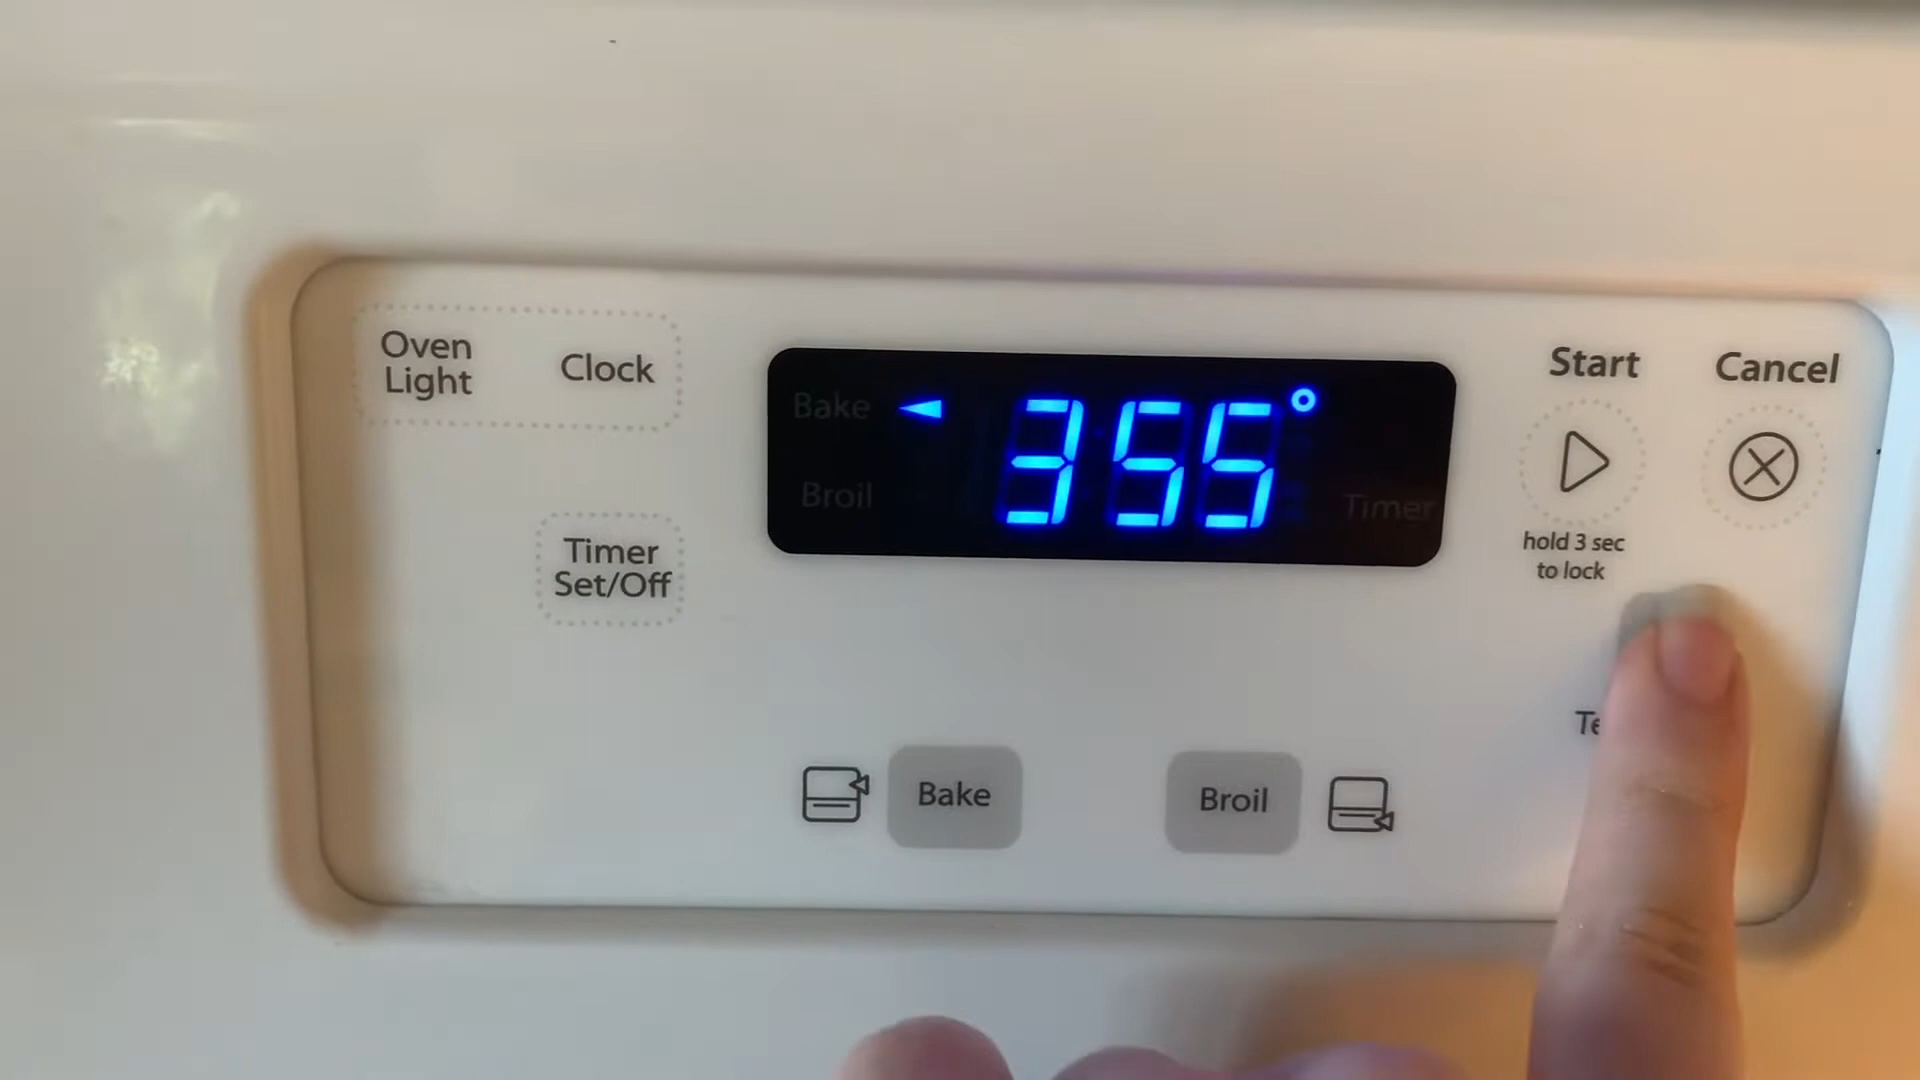 Oven
Light
Clock
Timer
Set/Off
Bake
355°
Broil
Timer
Start
Cancel
hold 3 sec
to lock
Bake
Broil